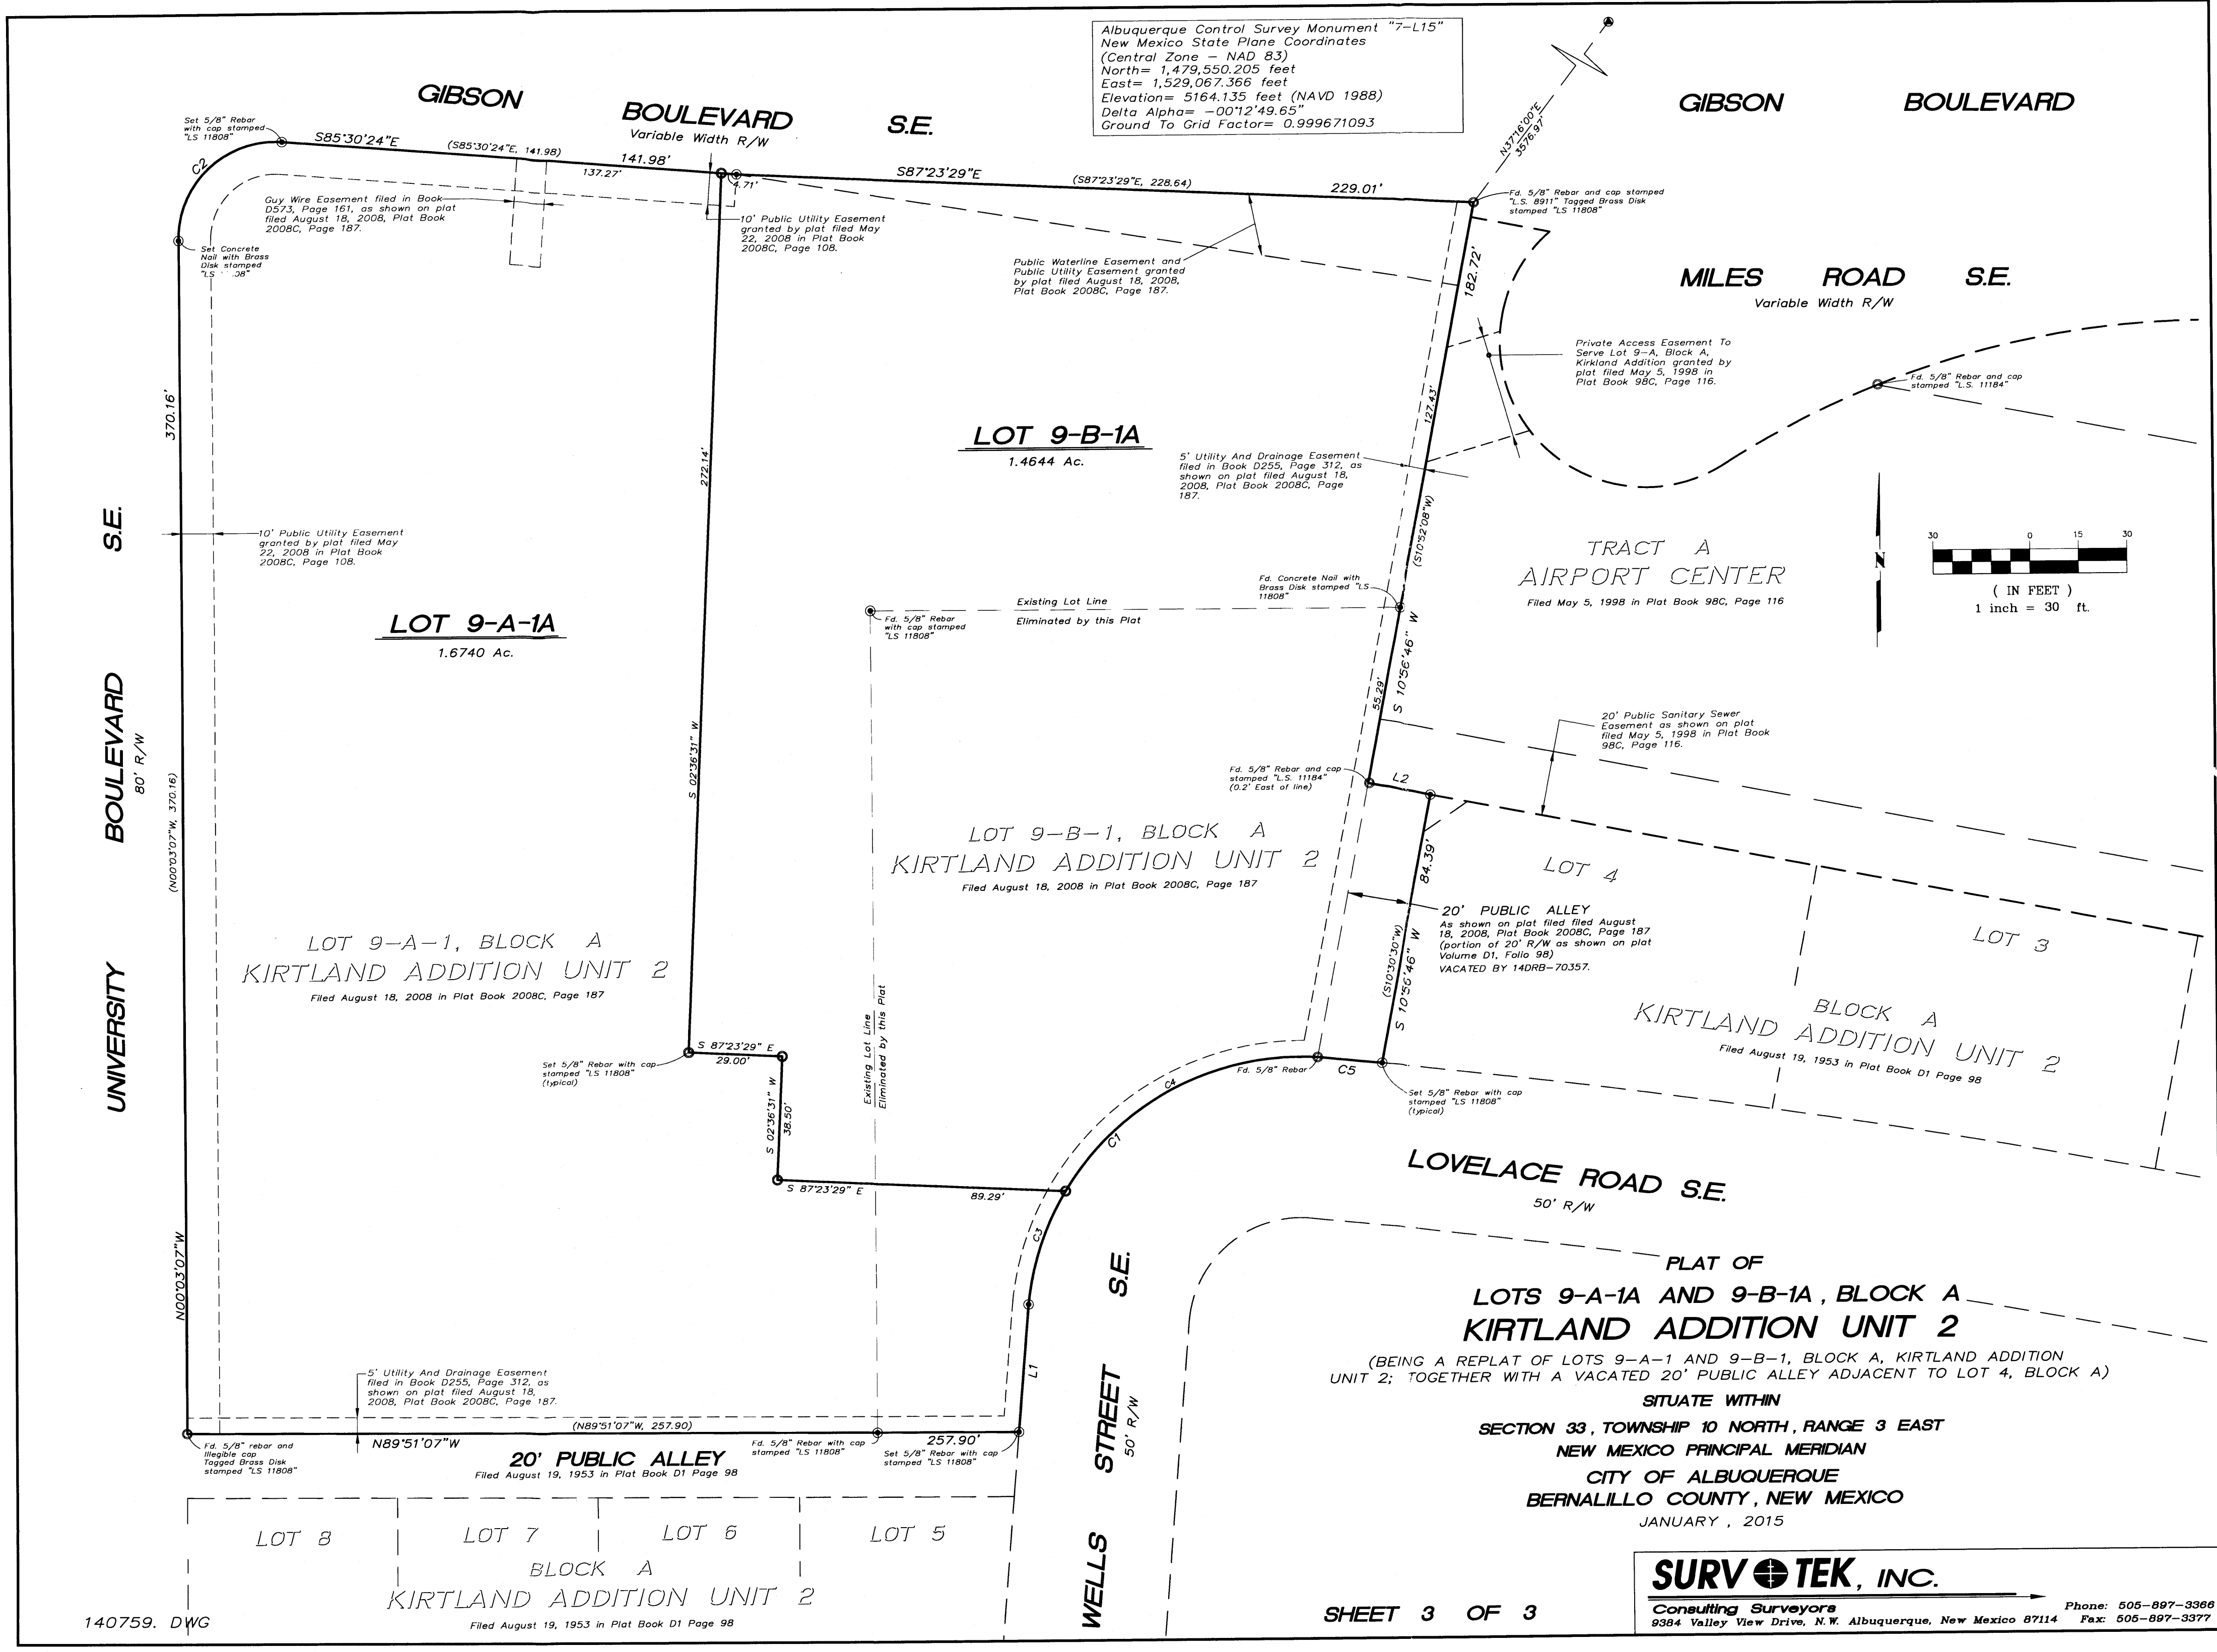 Albuquerque Control Survey Monument "7-L15"
New Mexico State Plane Coordinates
(Central Zone - NAD 83)
North= 1,479,550.205 feet
East= 1,529,067.366 feet
Elevation= 5164.135 feet (NAVD 1988)
Delta Alpha= -00°12'49.65"
Ground To Grid Factor= 0.999671093
GIBSON BOULEVARD S.E.
Variable Width R/W
GIBSON BOULEVARD
N37°16'00"E
3576.97'
Set 5/8" Rebar
with cap stamped
"LS 11808"
C2
S85°30'24"E
(S85°30'24"E, 141.98)
141.98'
137.27'
4.71'
S87°23'29"E
(S87°23'29"E, 228.64)
229.01'
Fd. 5/8" Rebar and cap stamped
"L.S. 8911" Tagged Brass Disk
stamped "LS 11808"
Guy Wire Easement filed in Book
D573, Page 161, as shown on plat
filed August 18, 2008, Plat Book
2008C, Page 187.
Set Concrete
Nail with Brass
Disk stamped
10' Public Utility Easement
granted by plat filed May
22, 2008 in Plat Book
2008C, Page 108.
Public Waterline Easement and
Public Utility Easement granted
by plat filed August 18, 2008,
Plat Book 2008C, Page 187.
182.72'
MILES ROAD S.E.
Variable Width R/W
Private Access Easement To
Serve Lot 9-A, Block A,
Kirkland Addition granted by
plat filed May 5, 1998 in
Plat Book 98C, Page 116.
Fd. 5/8" Rebar and cap
stamped "L.S. 11184"
370.16'
272.14'
127.43'
LOT 9-B-1A
1.4644 Ac.
5' Utility And Drainage Easement
filed in Book D255, Page 312, as
shown on plat filed August 18,
2008, Plat Book 2008C, Page
187.
(S10°52'08"W)
UNIVERSITY BOULEVARD S.E.
80' R/W
10' Public Utility Easement
granted by plat filed May
22, 2008 in Plat Book
2008C, Page 108.
LOT 9-A-1A
1.6740 Ac.
TRACT A
AIRPORT CENTER
Filed May 5, 1998 in Plat Book 98C, Page 116
N
30 0 15 30
( IN FEET )
1 inch = 30 ft.
Fd. Concrete Nail with
Brass Disk stamped "LS
11808"
Existing Lot Line
Eliminated by this Plat
Fd. 5/8" Rebar
with cap stamped
"LS 11808"
S 10°56'46" W
55.29'
S 02°36'31" W
(N00°03'07"W, 370.16)
20' Public Sanitary Sewer
Easement as shown on plat
filed May 5, 1998 in Plat Book
98C, Page 116.
Fd. 5/8" Rebar and cap
stamped "L.S. 11184"
(0.2' East of line)
L2
LOT 9-B-1, BLOCK A
KIRTLAND ADDITION UNIT 2
Filed August 18, 2008 in Plat Book 2008C, Page 187
84.39'
LOT 4
20' PUBLIC ALLEY
As shown on plat filed filed August
18, 2008, Plat Book 2008C, Page 187
(portion of 20' R/W as shown on plat
Volume D1, Folio 98)
VACATED BY 14DRB-70357.
(S10°30'30"W)
S 10°56'46" W
LOT 3
LOT 9-A-1, BLOCK A
KIRTLAND ADDITION UNIT 2
Filed August 18, 2008 in Plat Book 2008C, Page 187
BLOCK A
KIRTLAND ADDITION UNIT 2
Filed August 19, 1953 in Plat Book D1 Page 98
Existing Lot Line
Eliminated by this Plat
S 87°23'29" E
29.00'
Set 5/8" Rebar with cap
stamped "LS 11808"
(typical)
S 02°36'31" W
38.50'
S 87°23'29" E
89.29'
Fd. 5/8" Rebar
C5
C4
C1
C3
L1
Set 5/8" Rebar with cap
stamped "LS 11808"
(typical)
LOVELACE ROAD S.E.
50' R/W
WELLS STREET S.E.
50' R/W
N00°03'07"W
5' Utility And Drainage Easement
filed in Book D255, Page 312, as
shown on plat filed August 18,
2008, Plat Book 2008C, Page 187.
(N89°51'07"W, 257.90)
N89°51'07"W
257.90'
Fd. 5/8" rebar and
Illegible cap
Tagged Brass Disk
stamped "LS 11808"
Fd. 5/8" Rebar with cap
stamped "LS 11808"
Set 5/8" Rebar with cap
stamped "LS 11808"
20' PUBLIC ALLEY
Filed August 19, 1953 in Plat Book D1 Page 98
LOT 8
LOT 7
LOT 6
LOT 5
BLOCK A
KIRTLAND ADDITION UNIT 2
Filed August 19, 1953 in Plat Book D1 Page 98
140759. DWG
PLAT OF
LOTS 9-A-1A AND 9-B-1A, BLOCK A
KIRTLAND ADDITION UNIT 2
(BEING A REPLAT OF LOTS 9-A-1 AND 9-B-1, BLOCK A, KIRTLAND ADDITION
UNIT 2; TOGETHER WITH A VACATED 20' PUBLIC ALLEY ADJACENT TO LOT 4, BLOCK A)
SITUATE WITHIN
SECTION 33, TOWNSHIP 10 NORTH, RANGE 3 EAST
NEW MEXICO PRINCIPAL MERIDIAN
CITY OF ALBUQUERQUE
BERNALILLO COUNTY, NEW MEXICO
JANUARY, 2015
SHEET 3 OF 3
SURV TEK, INC.
Consulting Surveyors
Phone: 505-897-3366
9384 Valley View Drive, N.W. Albuquerque, New Mexico 87114 Fax: 505-897-3377